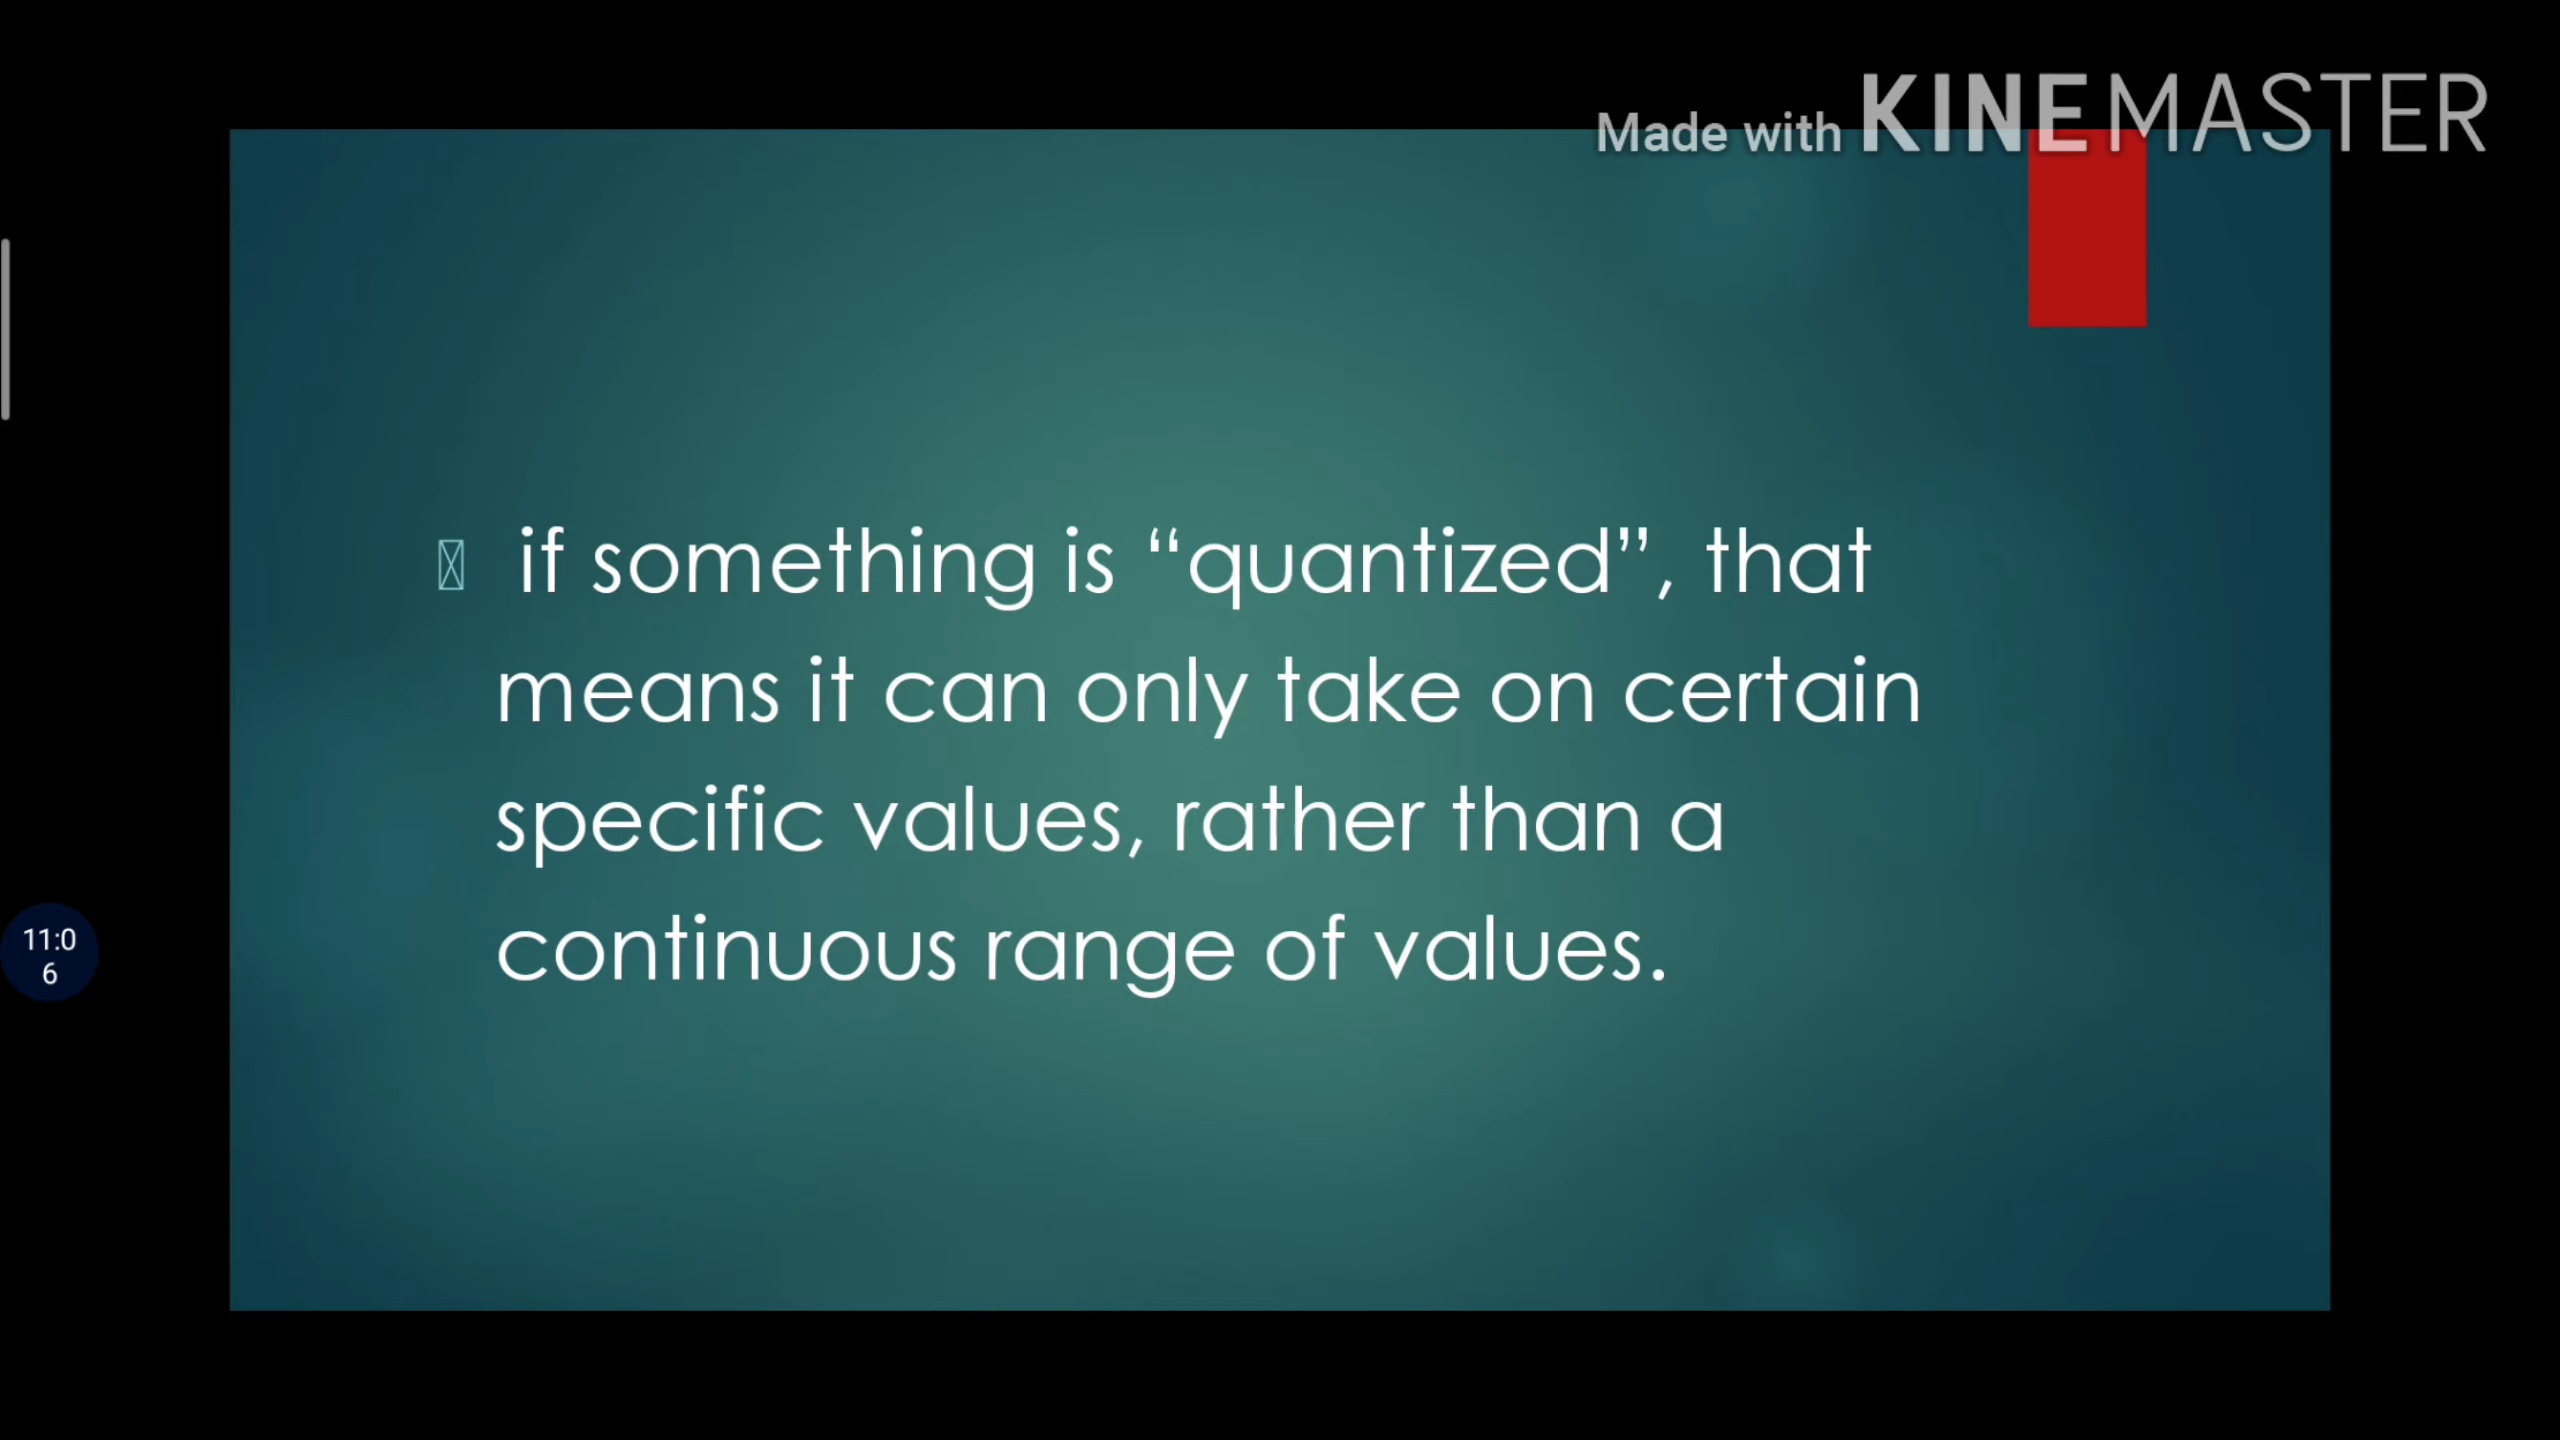 Made with KINEMASTER
if something is “quantized”, that
means it can only take on certain
specific values, rather than a
continuous range of values.
11:0
6